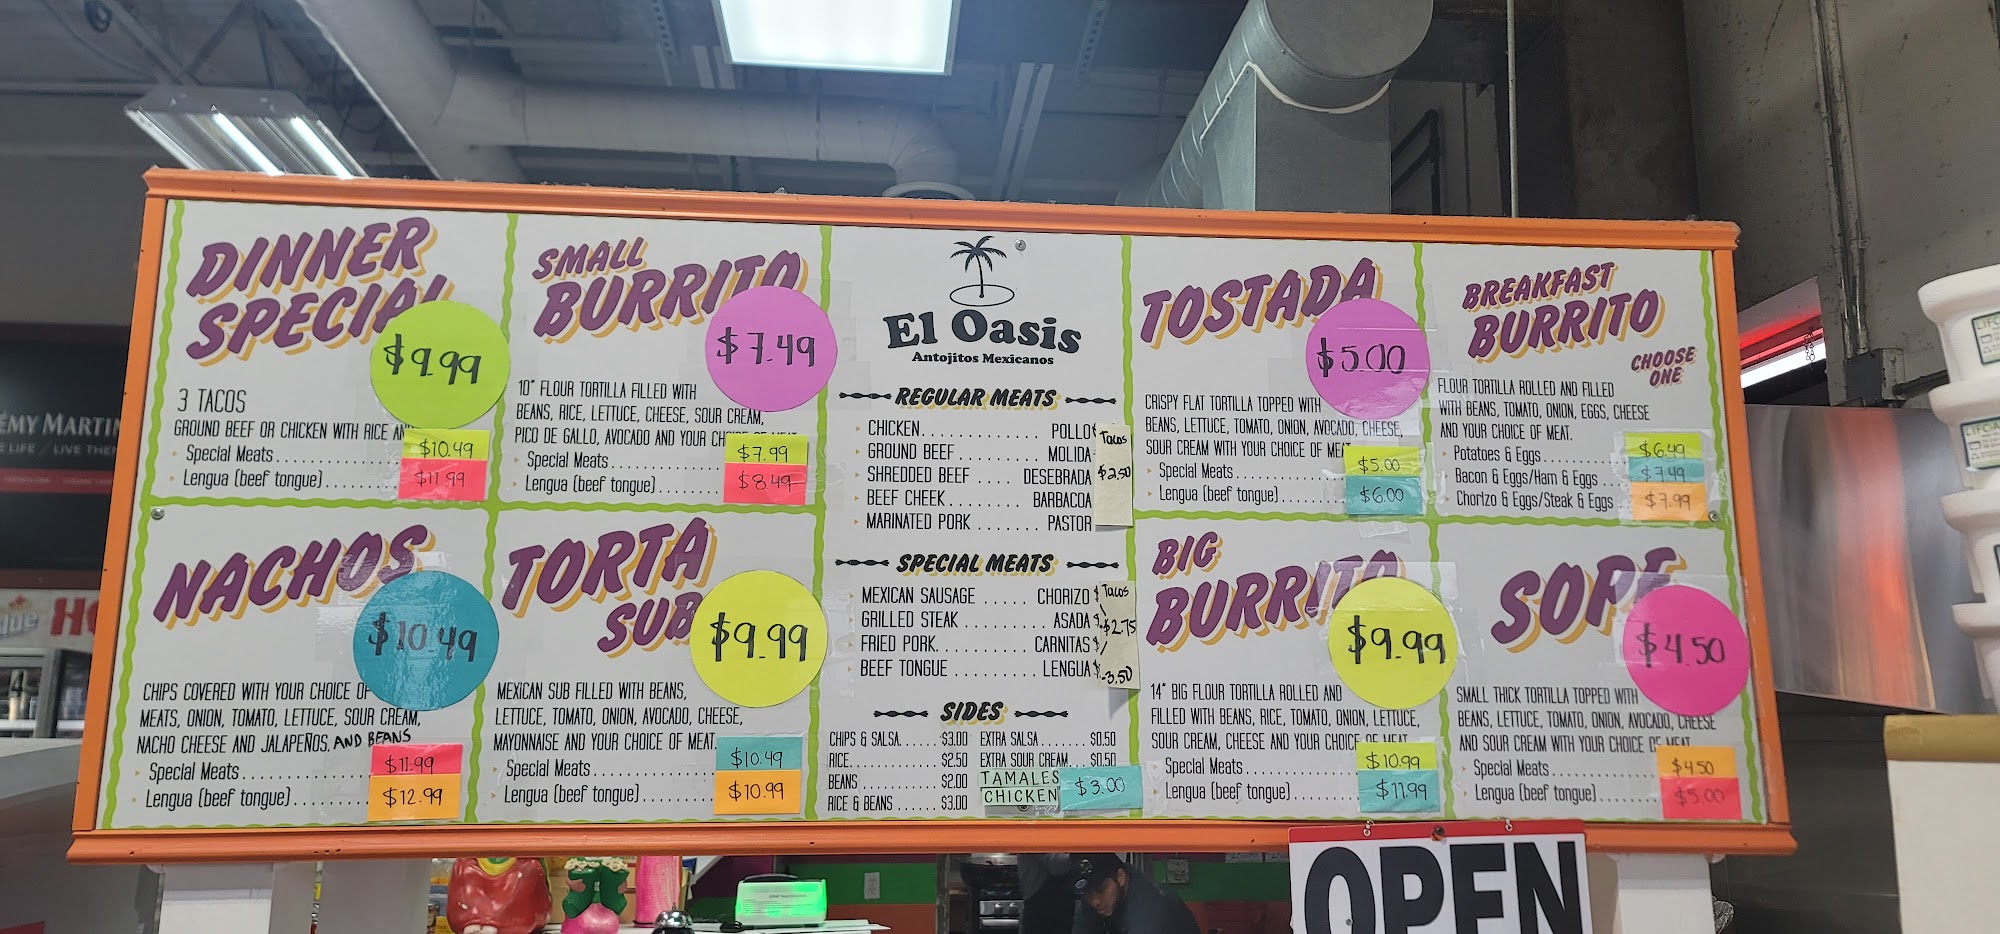 DINNER
SPECIAL
$9.99
3 TACOS
GROUND BEEF OR CHICKEN WITH RICE
Special Meats $10.49
Lengua (beef tongue) $11.99
SMALL
BURRITO
$7.49
10" FLOUR TORTILLA FILLED WITH
BEANS, RICE, LETTUCE, CHEESE, SOUR CREAM,
PICO DE GALLO, AVOCADO AND YOUR
Special Meats $7.99
Lengua (beef tongue) $8.49
El Oasis
Antojitos Mexicanos
REGULAR MEATS
CHICKEN POLLO
GROUND BEEF MOLIDA
SHREDDED BEEF DESEBRADA
BEEF CHEEK BARBACOA
MARINATED PORK PASTOR
Tacos
$2.50
SPECIAL MEATS
MEXICAN SAUSAGE CHORIZO
GRILLED STEAK ASADA
FRIED PORK CARNITAS
BEEF TONGUE LENGUA
Tacos
$2.75
3.50
SIDES
CHIPS & SALSA $3.00
RICE $2.50
BEANS $2.00
RICE & BEANS $3.00
EXTRA SALSA $0.50
EXTRA SOUR CREAM $0.50
TAMALES
CHICKEN $3.00
TOSTADA
$5.00
CRISPY FLAT TORTILLA TOPPED WITH
BEANS, LETTUCE, TOMATO, ONION, AVOCADO, CHEESE,
SOUR CREAM WITH YOUR CHOICE OF
Special Meats $5.00
Lengua (beef tongue) $6.00
BREAKFAST
BURRITO
CHOOSE
ONE
FLOUR TORTILLA ROLLED AND FILLED
WITH BEANS, TOMATO, ONION, EGGS, CHEESE
AND YOUR CHOICE OF MEAT.
Potatoes & Eggs $6.49
Bacon & Eggs/Ham & Eggs $7.49
Chorizo & Eggs/Steak & Eggs $7.99
NACHOS
$10.49
CHIPS COVERED WITH YOUR CHOICE OF
MEATS, ONION, TOMATO, LETTUCE, SOUR CREAM,
NACHO CHEESE AND JALAPEÑOS, AND BEANS
Special Meats $11.99
Lengua (beef tongue) $12.99
TORTA
SUB
$9.99
MEXICAN SUB FILLED WITH BEANS,
LETTUCE, TOMATO, ONION, AVOCADO, CHEESE,
MAYONNAISE AND YOUR CHOICE OF MEAT.
Special Meats $10.49
Lengua (beef tongue) $10.99
BIG
BURRITO
$9.99
14" BIG FLOUR TORTILLA ROLLED AND
FILLED WITH BEANS, RICE, TOMATO, ONION, LETTUCE,
SOUR CREAM, CHEESE AND YOUR CHOICE OF MEAT
Special Meats $10.99
Lengua (beef tongue) $11.99
SOPE
$4.50
SMALL THICK TORTILLA TOPPED WITH
BEANS, LETTUCE, TOMATO, ONION, AVOCADO, CHEESE
AND SOUR CREAM WITH YOUR CHOICE OF MEAT
Special Meats $4.50
Lengua (beef tongue) $5.00
OPEN